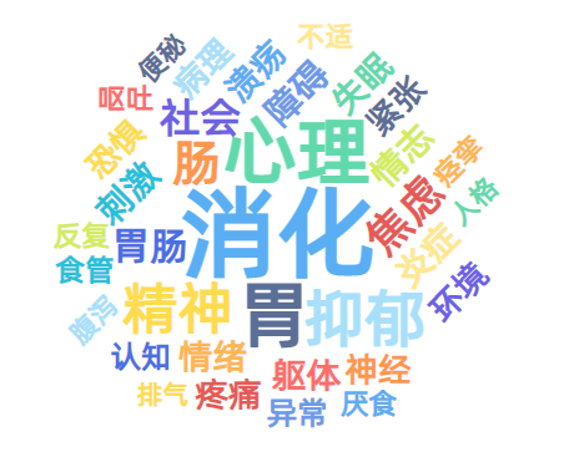 不适
便秘
病理
溃疡
障碍
失眠
呕吐
社会
紧张
恐惧
肠
心理
情志
痉挛
刺激
消化
焦虑
人格
反复
胃肠
炎症
食管
环境
腹泻
精神
胃
抑郁
认知
情绪
躯体
神经
排气
疼痛
异常
厌食